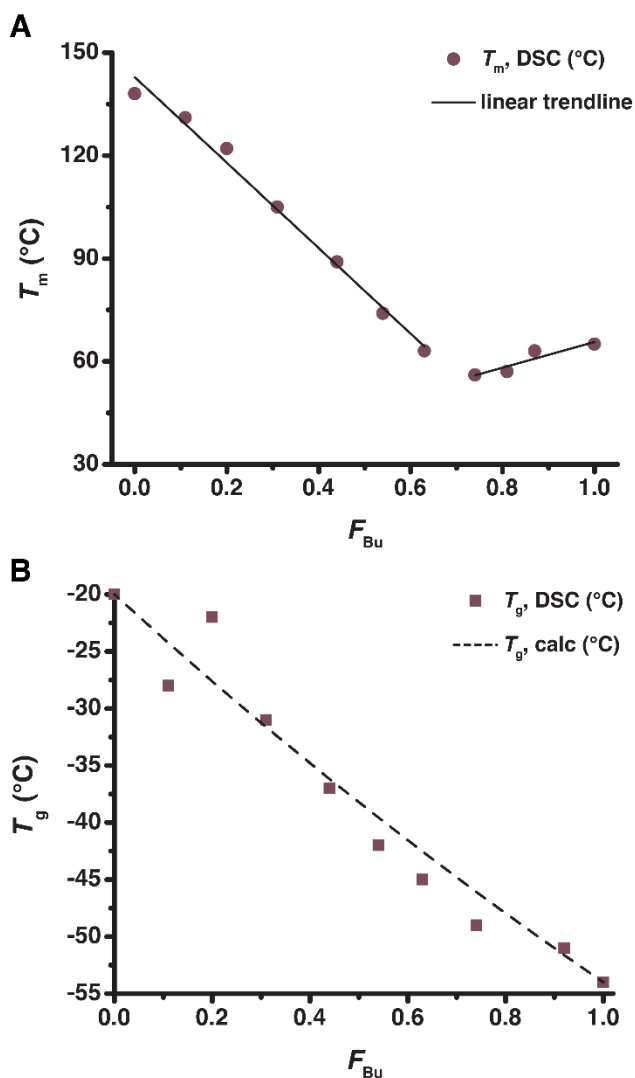 A
150
120
90
60
30
T_m (°C)
T_m, DSC (°C)
linear trendline
0.0 0.2 0.4 0.6 0.8 1.0
F_Bu
B
-20
-25
-30
-35
-40
-45
-50
-55
T_g (°C)
T_g, DSC (°C)
T_g, calc (°C)
0.0 0.2 0.4 0.6 0.8 1.0
F_Bu